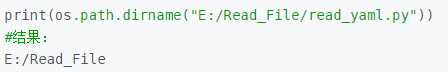 print(os.path.dirname("E:/Read_File/read_yaml.py"))
#结果：
E:/Read_File